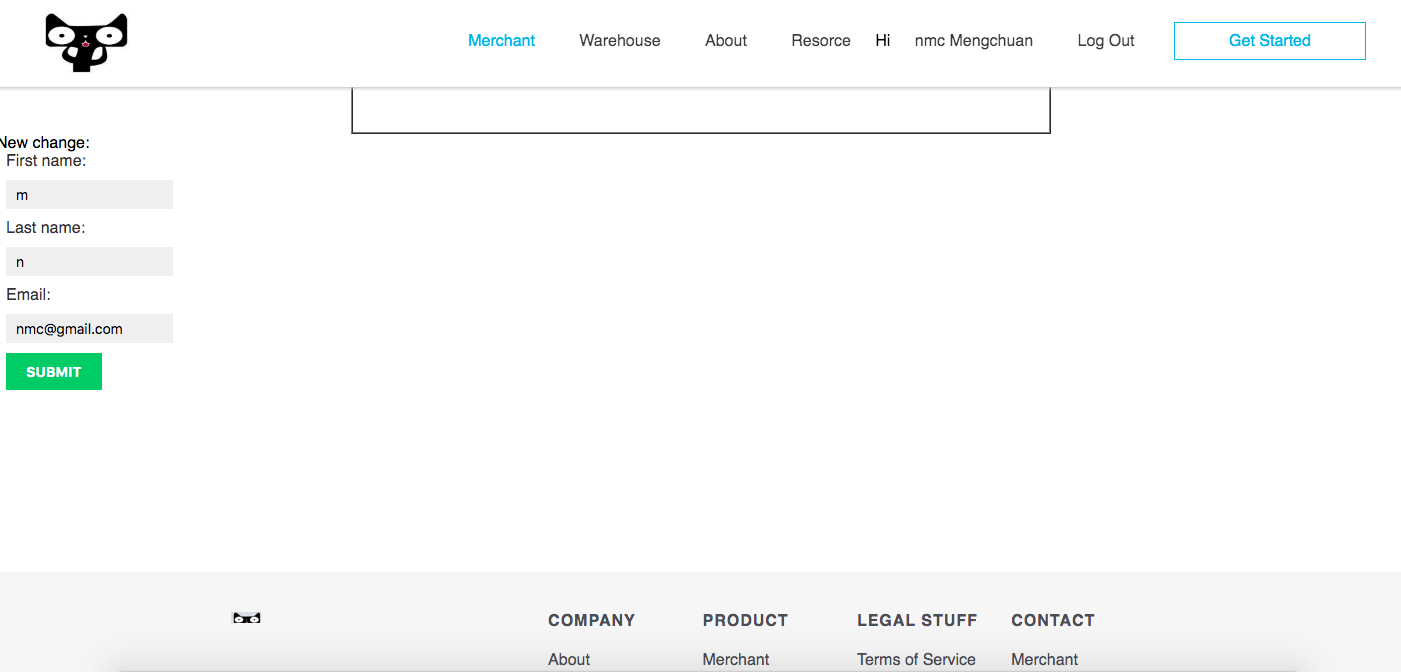 Merchant Warehouse About Resorce Hi nmc Mengchuan Log Out Get Started
New change:
First name:
m
Last name:
n
Email:
nmc@gmail.com
SUBMIT
COMPANY PRODUCT LEGAL STUFF CONTACT
About Merchant Terms of Service Merchant